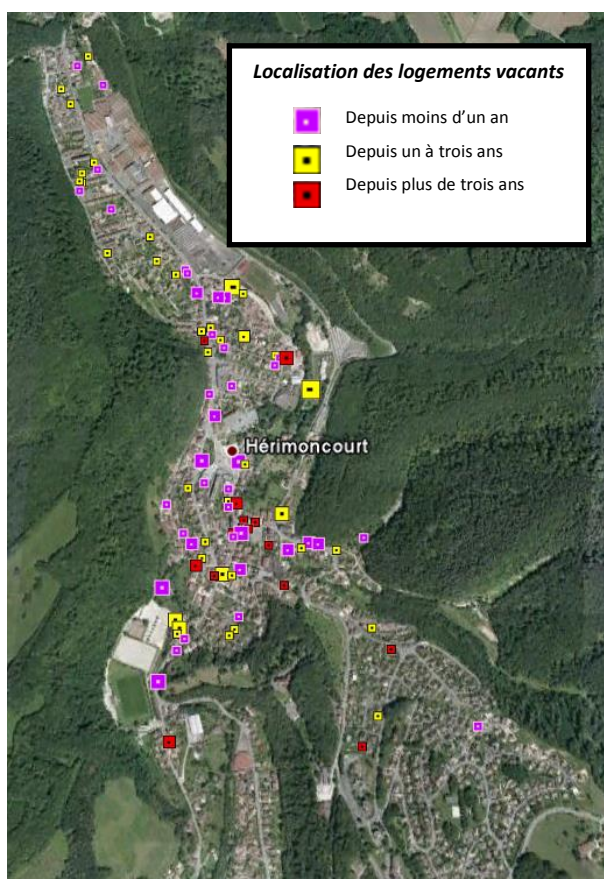 Localisation des logements vacants
Depuis moins d'un an
Depuis un à trois ans
Depuis plus de trois ans
Hérimoncourt